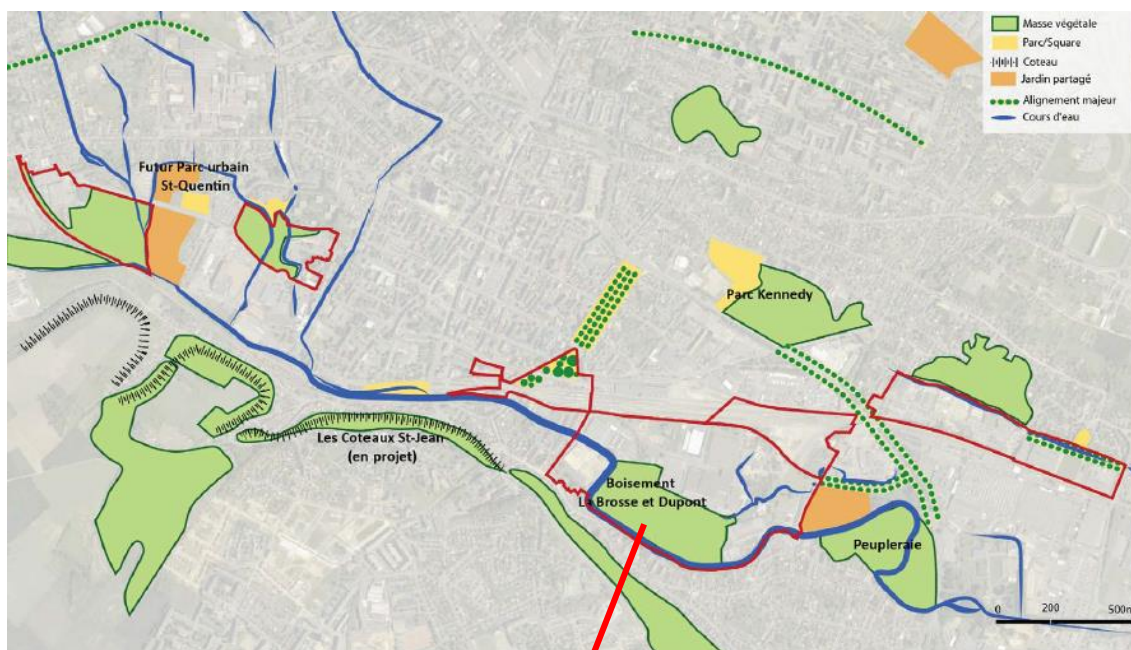 Masse végétale
Parc/Square
Coteau
Jardin partagé
Alignement majeur
Cours d'eau
Futur Parc urbain
St-Quentin
Parc Kennedy
Les Coteaux St-Jean
(en projet)
Boisement
La Brosse et Dupont
Peupleraie
0 200 500m